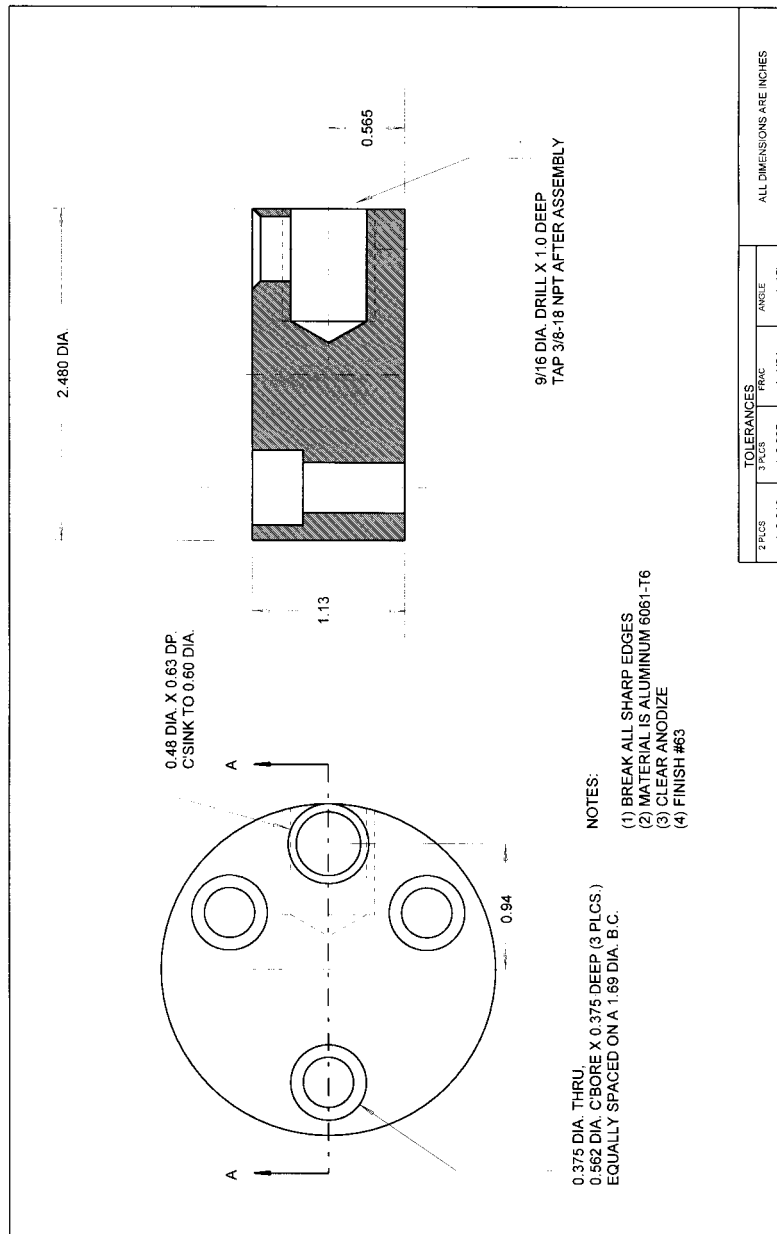 2.480 DIA.
0.565
9/16 DIA. DRILL X 1.0 DEEP
TAP 3/8-18 NPT AFTER ASSEMBLY
1.13
0.48 DIA. X 0.63 DP.
C'SINK TO 0.60 DIA.
A
A
0.94
0.375 DIA. THRU,
0.562 DIA. C'BORE X 0.375 DEEP (3 PLCS.)
EQUALLY SPACED ON A 1.69 DIA. B.C.
NOTES:
(1) BREAK ALL SHARP EDGES
(2) MATERIAL IS ALUMINUM 6061-T6
(3) CLEAR ANODIZE
(4) FINISH #63
TOLERANCES
2 PLCS
3 PLCS
FRAC
ANGLE
ALL DIMENSIONS ARE INCHES